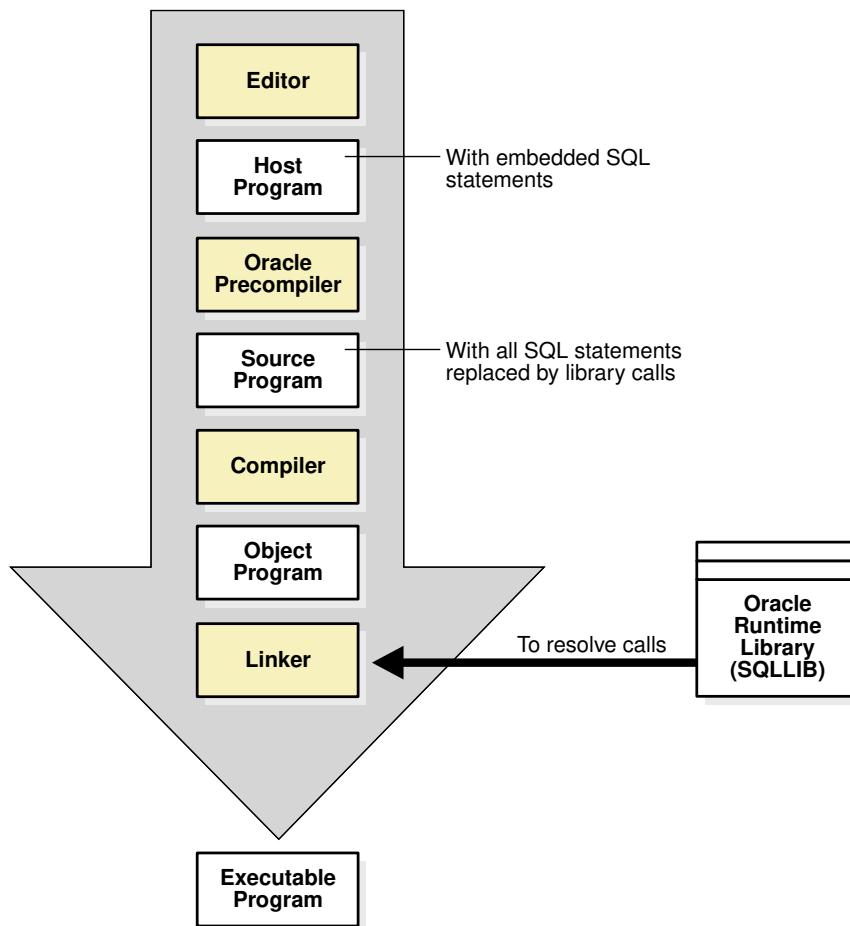 Editor
Host
Program
With embedded SQL
statements
Oracle
Precompiler
Source
Program
With all SQL statements
replaced by library calls
Compiler
Object
Program
Linker
To resolve calls
Oracle
Runtime
Library
(SQLLIB)
Executable
Program